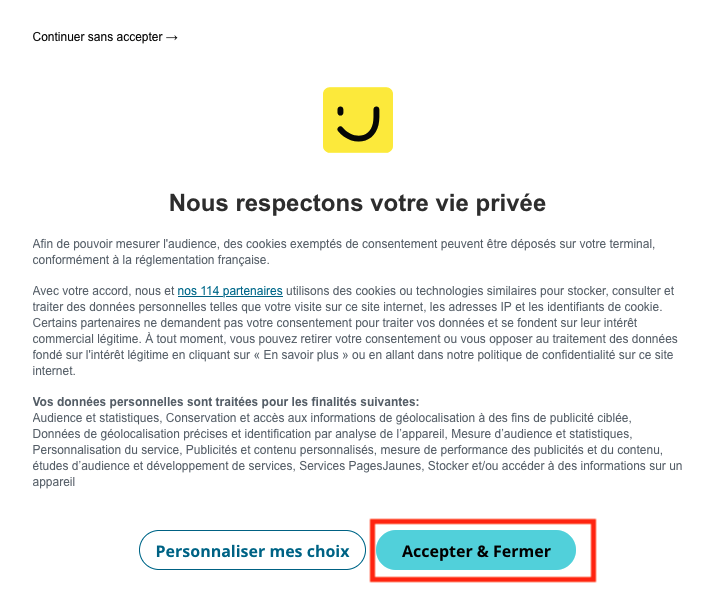 Continuer sans accepter →
Nous respectons votre vie privée
Afin de pouvoir mesurer l'audience, des cookies exemptés de consentement peuvent être déposés sur votre terminal,
conformément à la réglementation française.
Avec votre accord, nous et nos 114 partenaires utilisons des cookies ou technologies similaires pour stocker, consulter et
traiter des données personnelles telles que votre visite sur ce site internet, les adresses IP et les identifiants de cookie.
Certains partenaires ne demandent pas votre consentement pour traiter vos données et se fondent sur leur intérêt
commercial légitime. À tout moment, vous pouvez retirer votre consentement ou vous opposer au traitement des données
fondé sur l'intérêt légitime en cliquant sur « En savoir plus » ou en allant dans notre politique de confidentialité sur ce site
internet.
Vos données personnelles sont traitées pour les finalités suivantes:
Audience et statistiques, Conservation et accès aux informations de géolocalisation à des fins de publicité ciblée,
Données de géolocalisation précises et identification par analyse de l’appareil, Mesure d’audience et statistiques,
Personnalisation du service, Publicités et contenu personnalisés, mesure de performance des publicités et du contenu,
études d’audience et développement de services, Services PagesJaunes, Stocker et/ou accéder à des informations sur un
appareil
Personnaliser mes choix
Accepter & Fermer